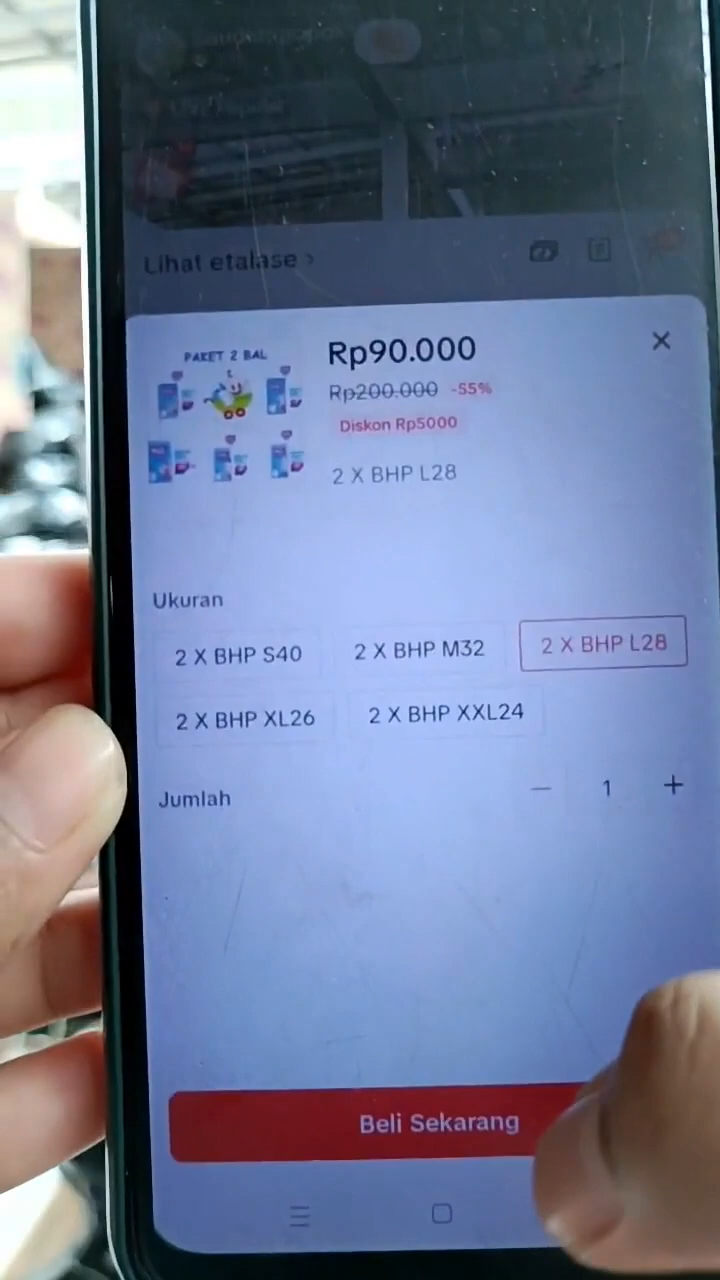 Lihat etalase >
PAKET 2 BAL
Rp90.000
Rp200.000 -55%
Diskon Rp5000
2 X BHP L28
Ukuran
2 X BHP S40
2 X BHP M32
2 X BHP L28
2 X BHP XL26
2 X BHP XXL24
Jumlah
1
Beli Sekarang